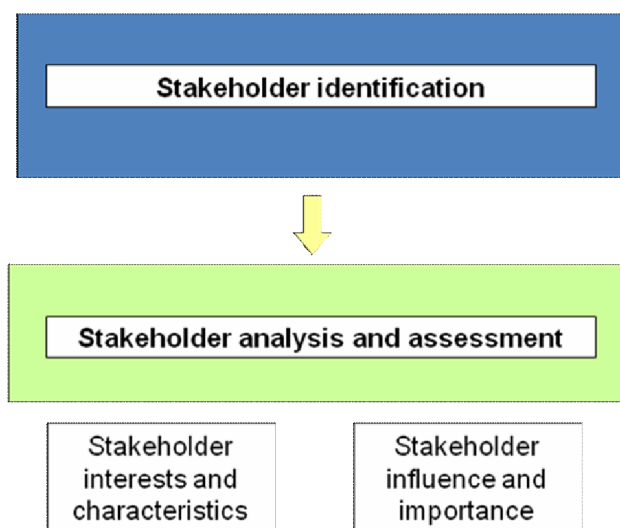 Stakeholder identification
Stakeholder analysis and assessment
Stakeholder
interests and
characteristics
Stakeholder
influence and
importance